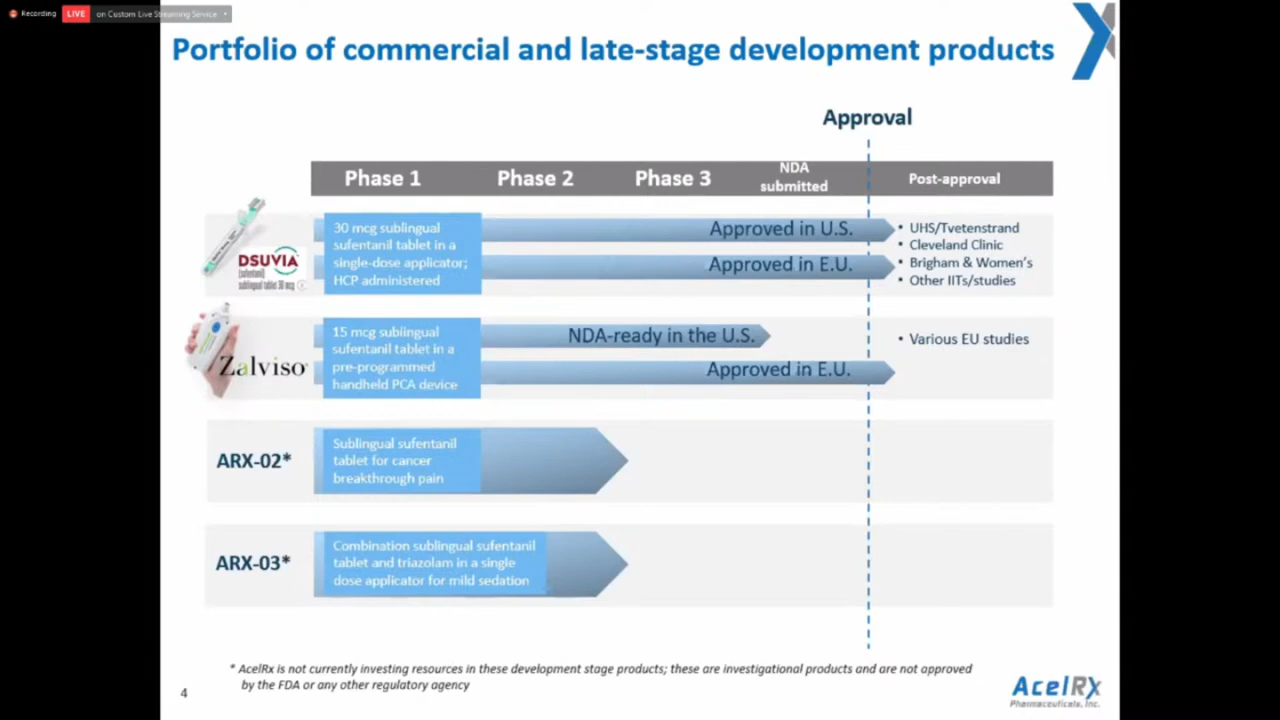 Recording LIVE on Custom Live Streaming Service
Portfolio of commercial and late-stage development products
Approval
Phase 1 Phase 2 Phase 3 NDA submitted Post-approval
DSUVIA
(sufentanil)
sublingual tablet 30 mcg
30 mcg sublingual
sufentanil tablet in a
single-dose applicator;
HCP administered
Approved in U.S.
Approved in E.U.
• UHS/Tvetenstrand
• Cleveland Clinic
• Brigham & Women's
• Other IITs/studies
Zalviso
15 mcg sublingual
sufentanil tablet in a
pre-programmed
handheld PCA device
NDA-ready in the U.S.
Approved in E.U.
• Various EU studies
ARX-02*
Sublingual sufentanil
tablet for cancer
breakthrough pain
ARX-03*
Combination sublingual sufentanil
tablet and triazolam in a single
dose applicator for mild sedation
* AcelRx is not currently investing resources in these development stage products; these are investigational products and are not approved
by the FDA or any other regulatory agency
4
AcelRx
Pharmaceuticals, Inc.